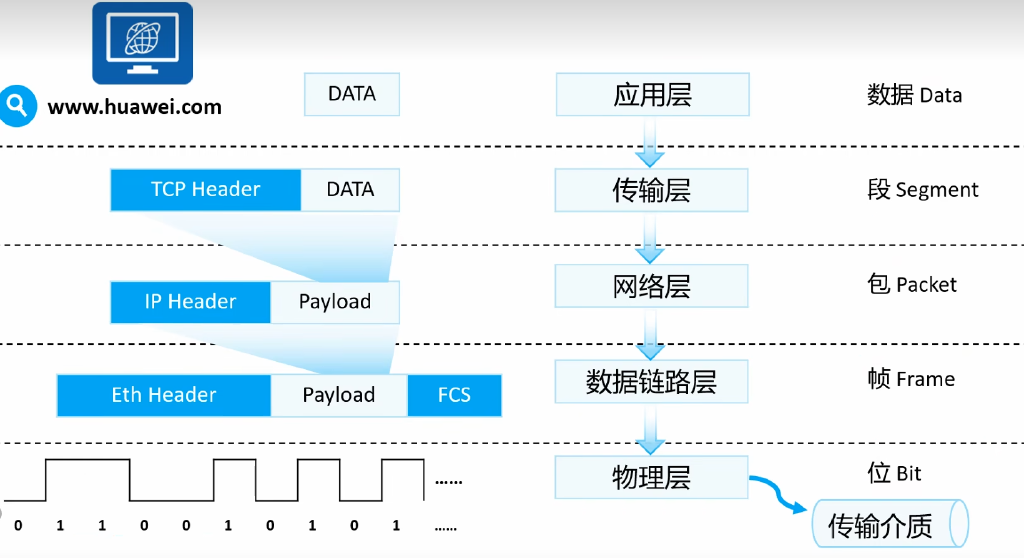 www.huawei.com
DATA
应用层
数据 Data
TCP Header
DATA
传输层
段 Segment
IP Header
Payload
网络层
包 Packet
Eth Header
Payload
FCS
数据链路层
帧 Frame
......
物理层
位 Bit
0 1 1 0 0 1 0 1 0 1 ......
传输介质